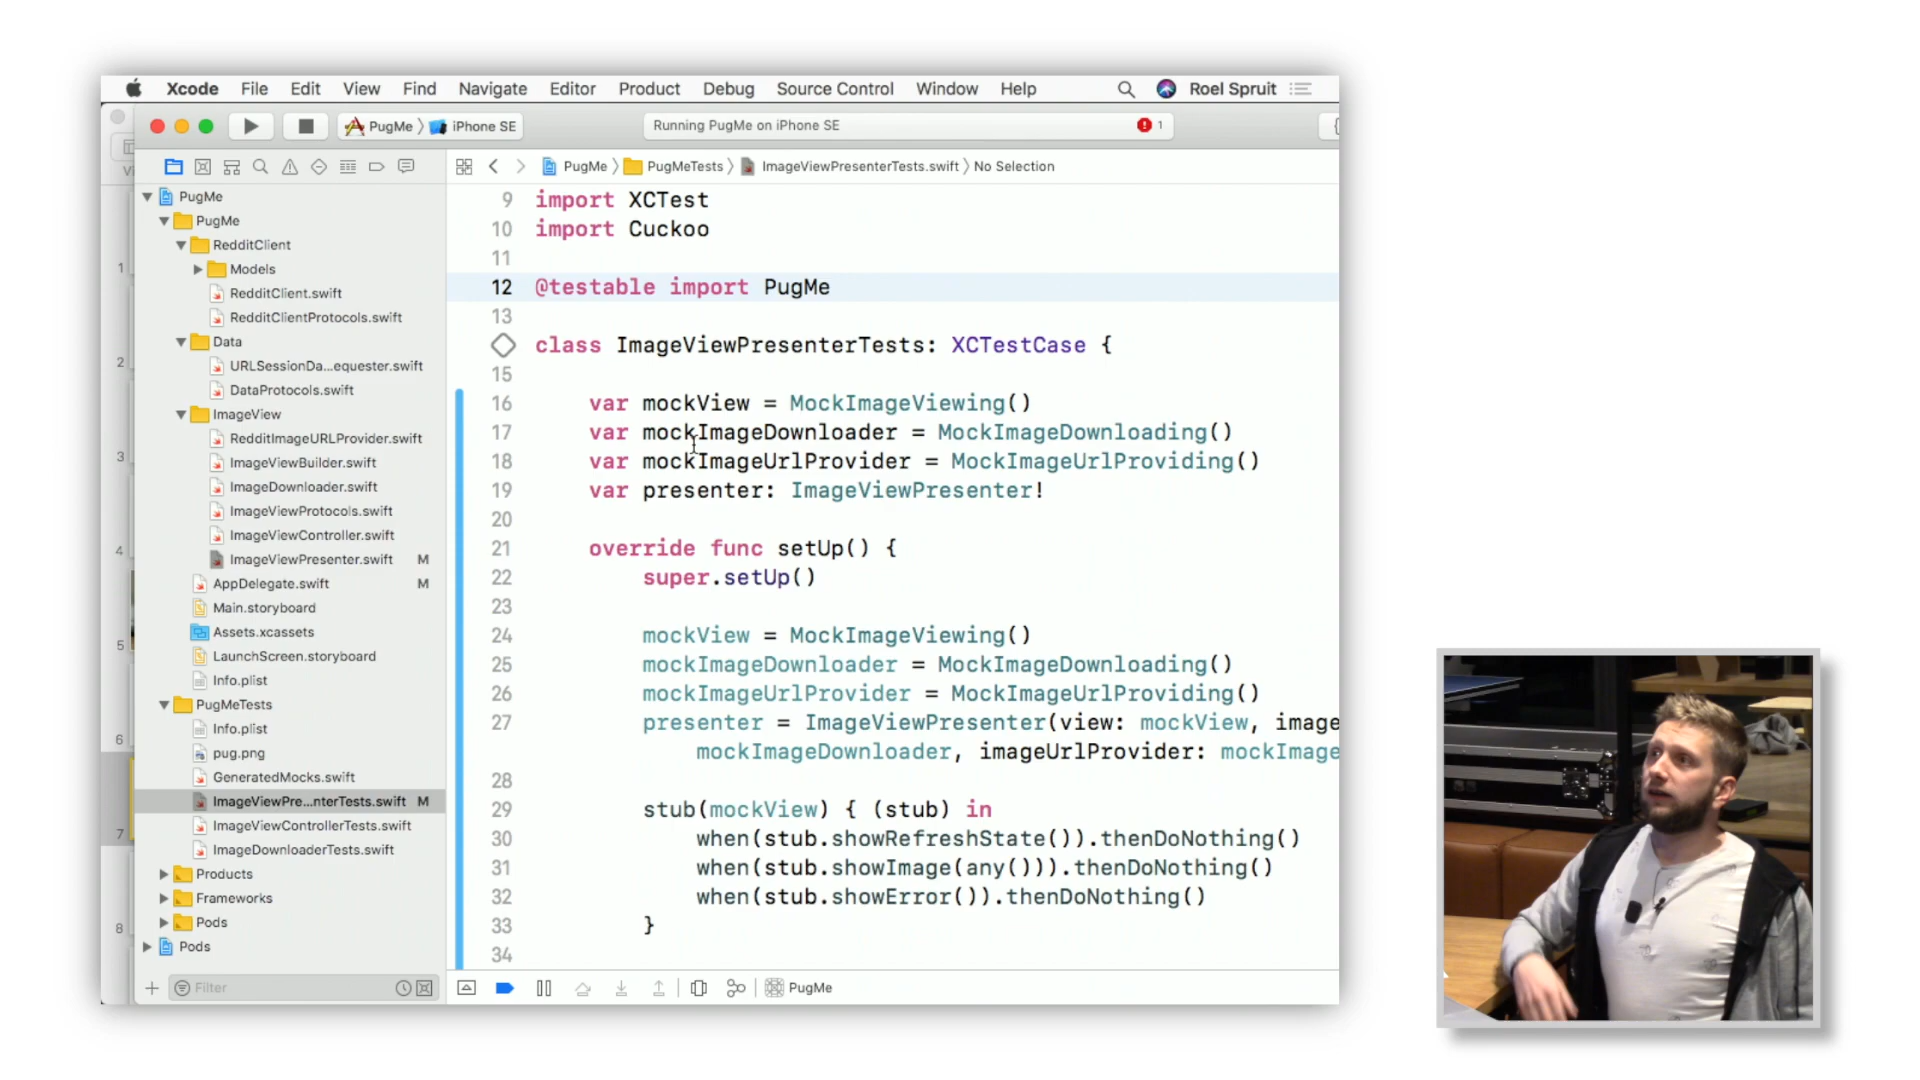 Xcode File Edit View Find Navigate Editor Product Debug Source Control Window Help Roel Spruit
PugMe iPhone SE Running PugMe on iPhone SE 1
PugMe PugMeTests ImageViewPresenterTests.swift No Selection
PugMe
PugMe
RedditClient
Models
RedditClient.swift
RedditClientProtocols.swift
Data
URLSessionDa...equester.swift
DataProtocols.swift
ImageView
RedditImageURLProvider.swift
ImageViewBuilder.swift
ImageDownloader.swift
ImageViewProtocols.swift
ImageViewController.swift
ImageViewPresenter.swift M
AppDelegate.swift M
Main.storyboard
Assets.xcassets
LaunchScreen.storyboard
Info.plist
PugMeTests
Info.plist
pug.png
GeneratedMocks.swift
ImageViewPre...nterTests.swift M
ImageViewControllerTests.swift
ImageDownloaderTests.swift
Products
Frameworks
Pods
Pods
Filter
1
2
3
4
5
6
7
8
9 import XCTest
10 import Cuckoo
11
12 @testable import PugMe
13
class ImageViewPresenterTests: XCTestCase {
15
16 var mockView = MockImageViewing()
17 var mockImageDownloader = MockImageDownloading()
18 var mockImageUrlProvider = MockImageUrlProviding()
19 var presenter: ImageViewPresenter!
20
21 override func setUp() {
22 super.setUp()
23
24 mockView = MockImageViewing()
25 mockImageDownloader = MockImageDownloading()
26 mockImageUrlProvider = MockImageUrlProviding()
27 presenter = ImageViewPresenter(view: mockView, image
mockImageDownloader, imageUrlProvider: mockImage
28
29 stub(mockView) { (stub) in
30 when(stub.showRefreshState()).thenDoNothing()
31 when(stub.showImage(any())).thenDoNothing()
32 when(stub.showError()).thenDoNothing()
33 }
34
PugMe